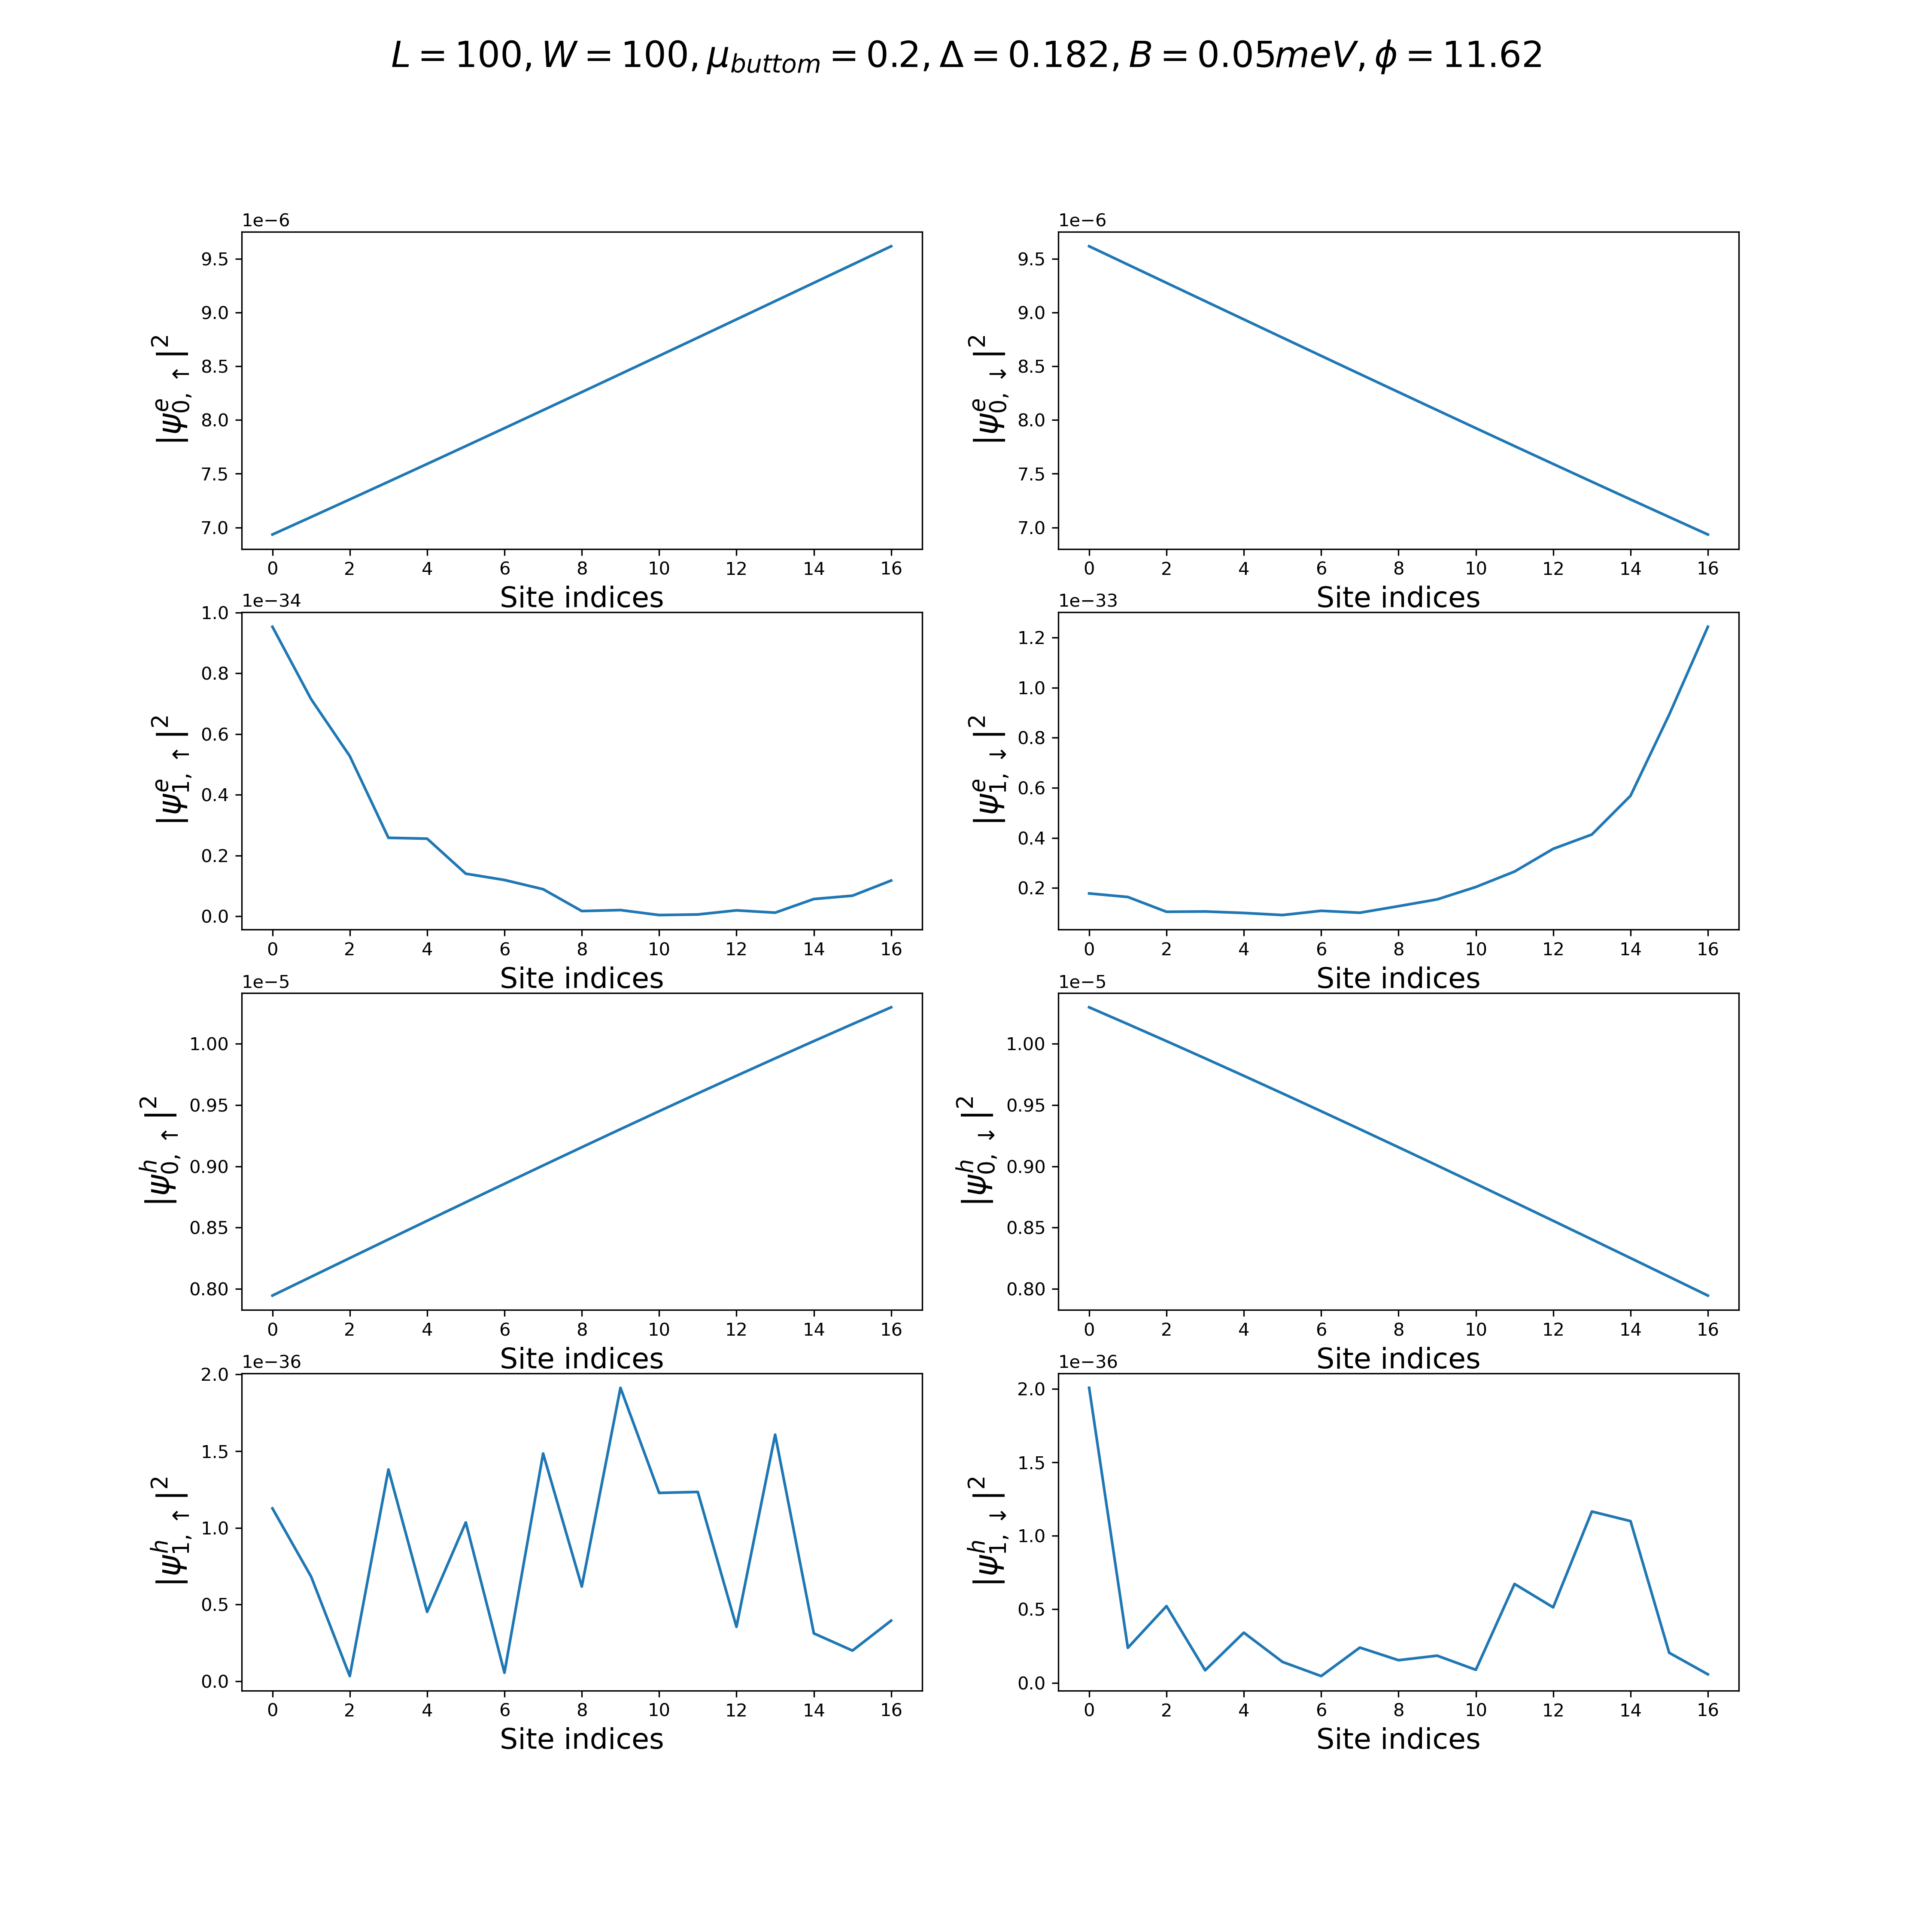 L = 100, W = 100, μ_buttom = 0.2, Δ = 0.182, B = 0.05meV, ϕ = 11.62
1e−6
|ψ^e_{0,↑}|^2
9.5
9.0
8.5
8.0
7.5
7.0
0 2 4 6 8 10 12 14 16
Site indices
1e−6
|ψ^e_{0,↓}|^2
9.5
9.0
8.5
8.0
7.5
7.0
0 2 4 6 8 10 12 14 16
Site indices
1e−34
|ψ^e_{1,↑}|^2
1.0
0.8
0.6
0.4
0.2
0.0
0 2 4 6 8 10 12 14 16
Site indices
1e−33
|ψ^e_{1,↓}|^2
1.2
1.0
0.8
0.6
0.4
0.2
0 2 4 6 8 10 12 14 16
Site indices
1e−5
|ψ^h_{0,↑}|^2
1.00
0.95
0.90
0.85
0.80
0 2 4 6 8 10 12 14 16
Site indices
1e−5
|ψ^h_{0,↓}|^2
1.00
0.95
0.90
0.85
0.80
0 2 4 6 8 10 12 14 16
Site indices
1e−36
|ψ^h_{1,↑}|^2
2.0
1.5
1.0
0.5
0.0
0 2 4 6 8 10 12 14 16
Site indices
1e−36
|ψ^h_{1,↓}|^2
2.0
1.5
1.0
0.5
0.0
0 2 4 6 8 10 12 14 16
Site indices